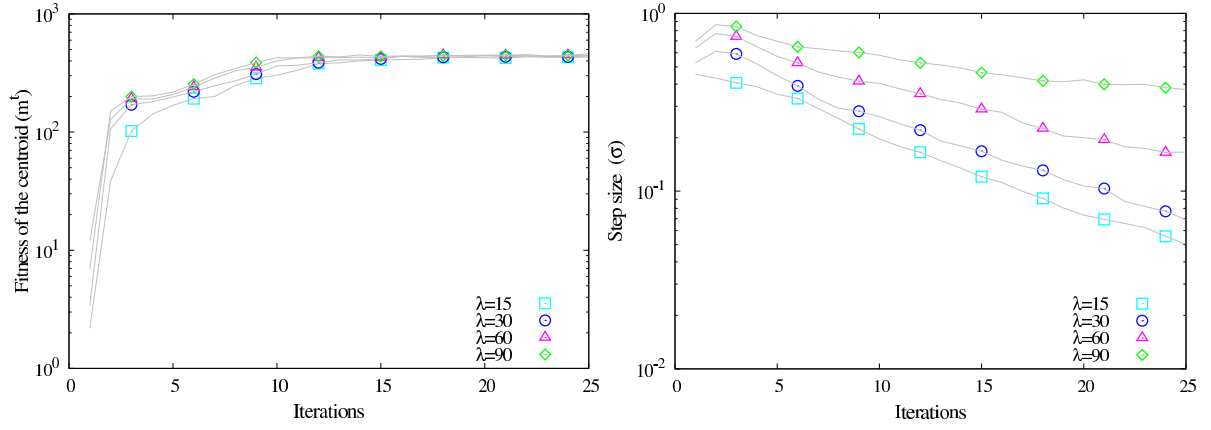 Fitness of the centroid (mᵗ)
10³
10²
10¹
10⁰
0
5
10
15
20
25
Iterations
λ=15
λ=30
λ=60
λ=90
Step size (σ)
10⁰
10⁻¹
10⁻²
0
5
10
15
20
25
Iterations
λ=15
λ=30
λ=60
λ=90